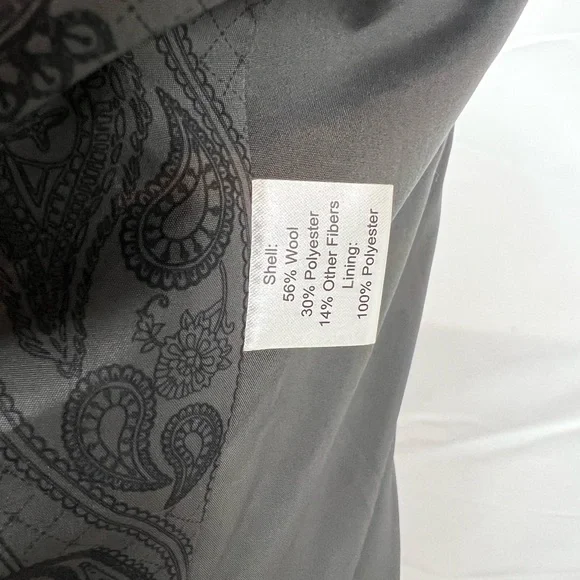 Shell:
56% Wool
30% Polyester
14% Other Fibers
Lining:
100% Polyester